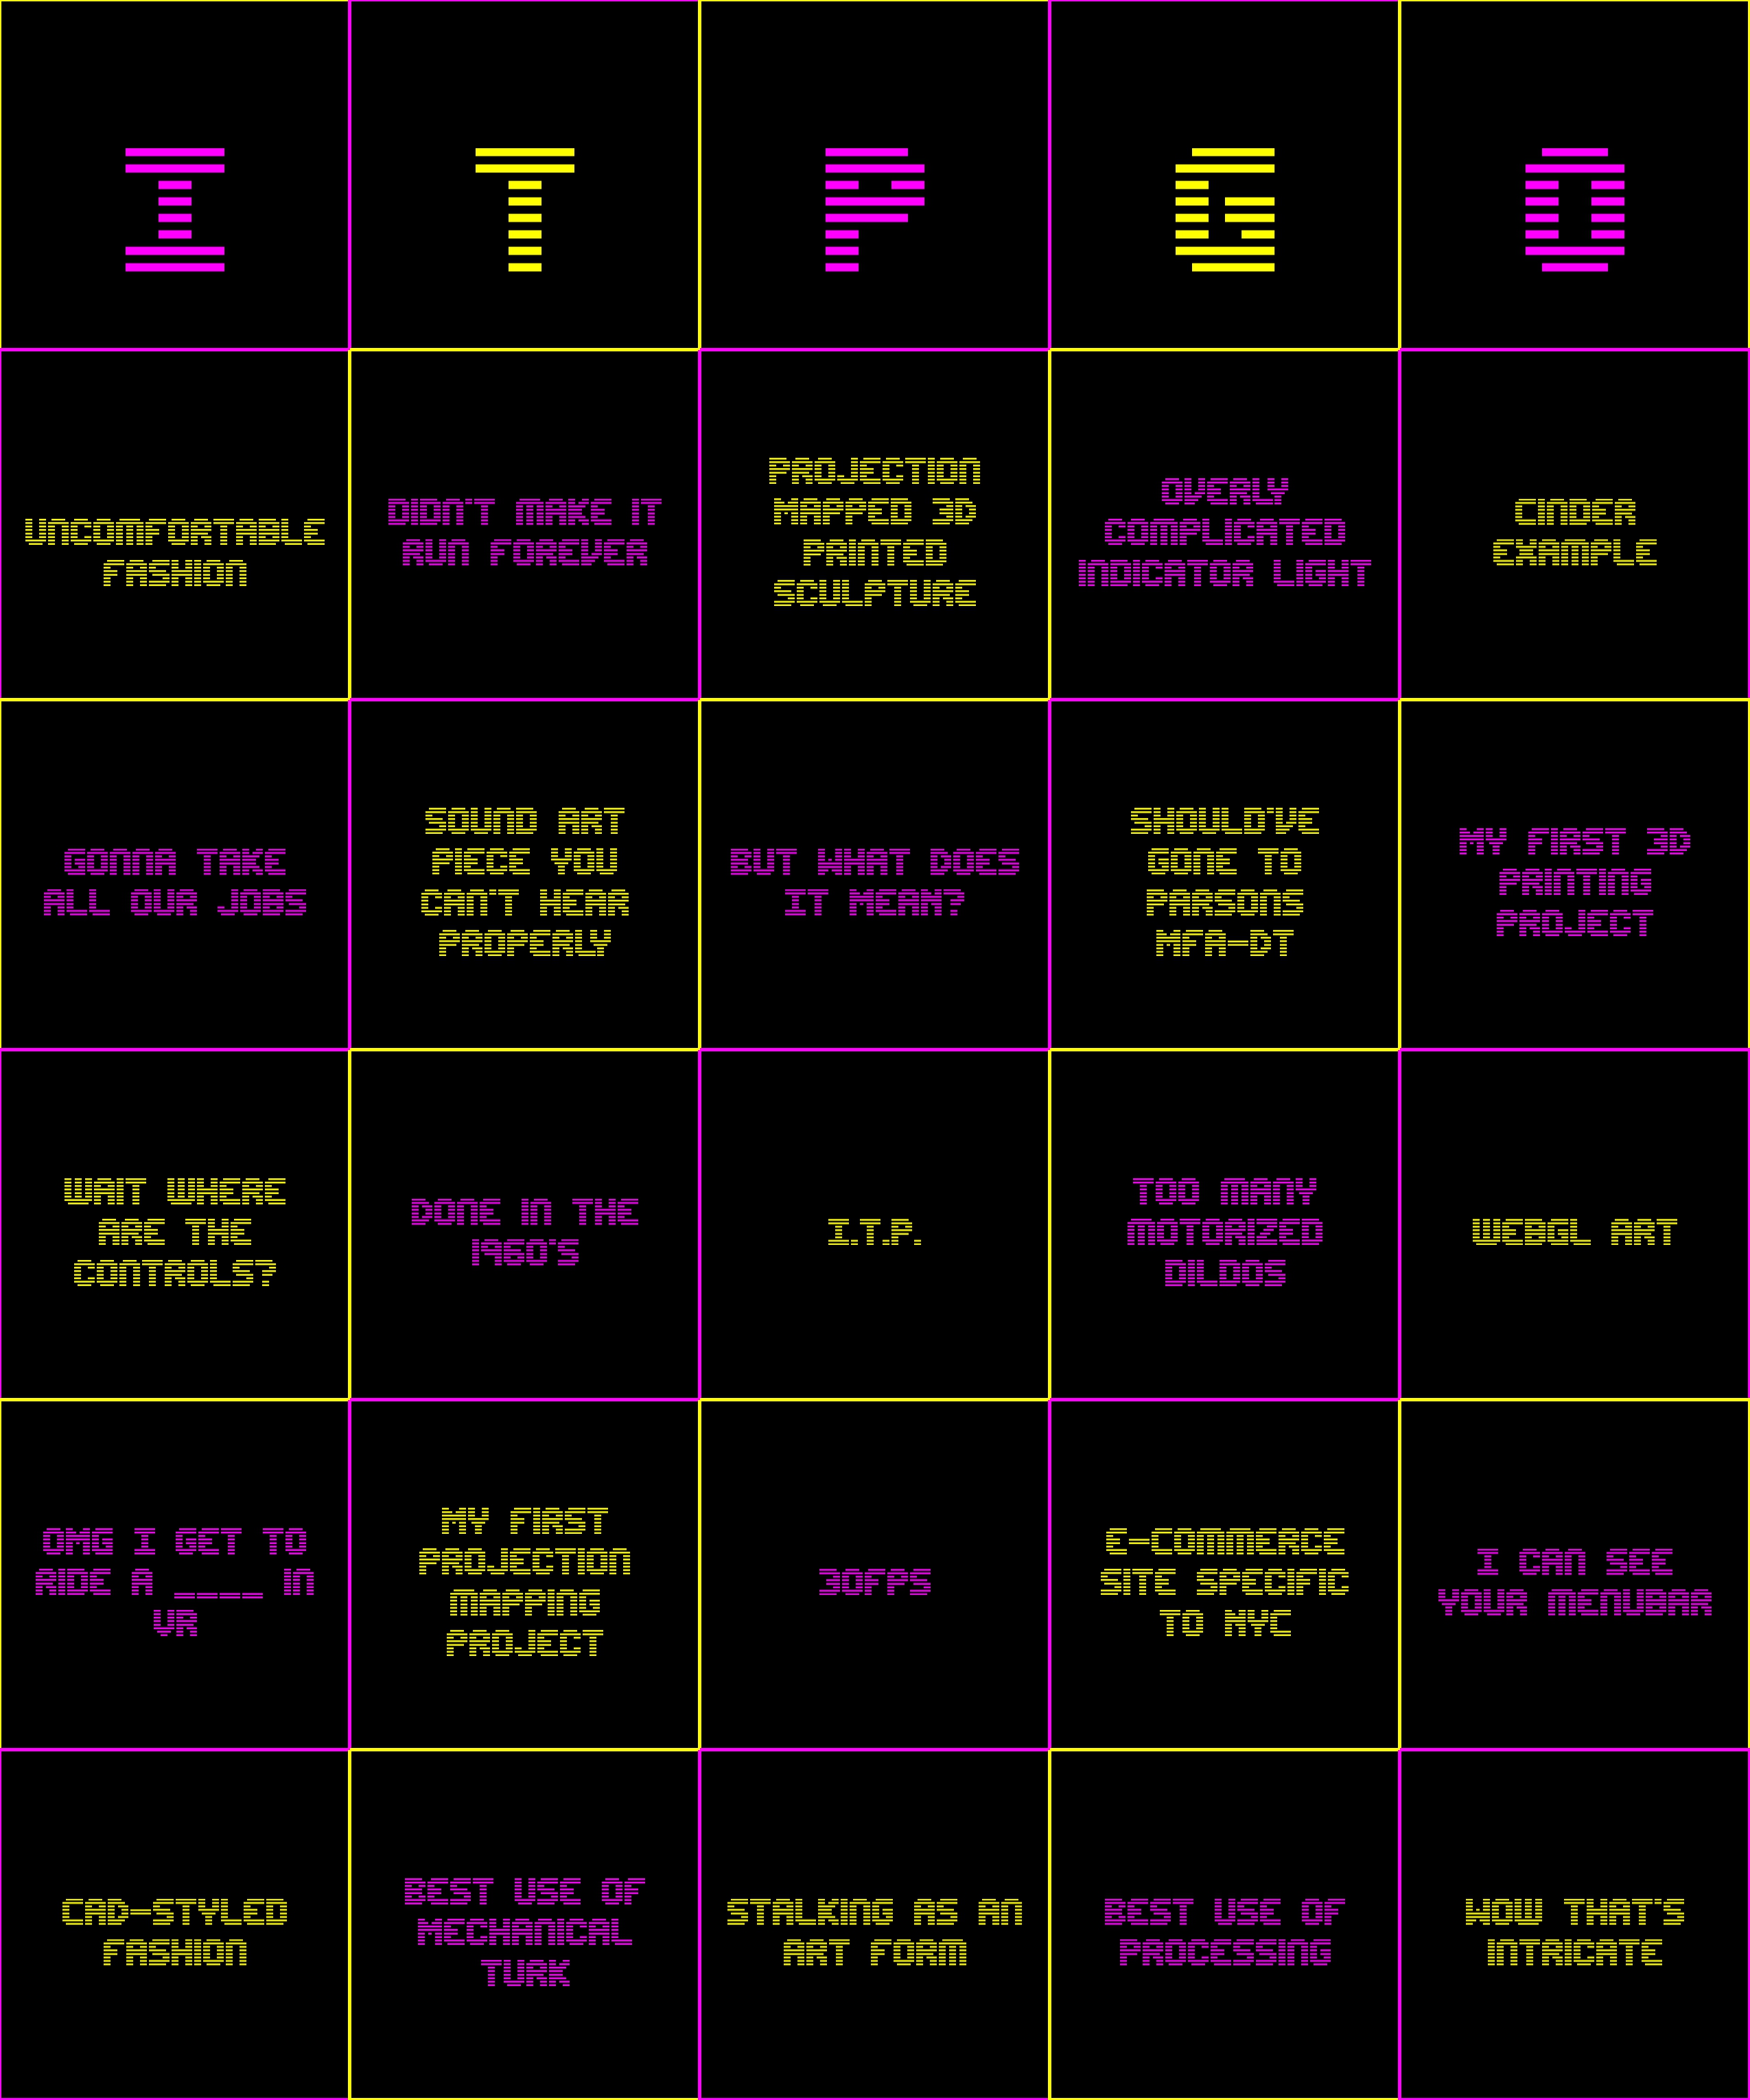 I T P G O
UNCOMFORTABLE
FASHION
DIDN'T MAKE IT
RUN FOREVER
PROJECTION
MAPPED 3D
PRINTED
SCULPTURE
OVERLY
COMPLICATED
INDICATOR LIGHT
CINDER
EXAMPLE
GONNA TAKE
ALL OUR JOBS
SOUND ART
PIECE YOU
CAN'T HEAR
PROPERLY
BUT WHAT DOES
IT MEAN?
SHOULD'VE
GONE TO
PARSONS
MFA-DT
MY FIRST 3D
PRINTING
PROJECT
WAIT WHERE
ARE THE
CONTROLS?
DONE IN THE
1960'S
I.T.P.
TOO MANY
MOTORIZED
DILDOS
WEBGL ART
OMG I GET TO
RIDE A ____ IN
VR
MY FIRST
PROJECTION
MAPPING
PROJECT
30FPS
E-COMMERCE
SITE SPECIFIC
TO NYC
I CAN SEE
YOUR MENUBAR
CAD-STYLED
FASHION
BEST USE OF
MECHANICAL
TURK
STALKING AS AN
ART FORM
BEST USE OF
PROCESSING
WOW THAT'S
INTRICATE